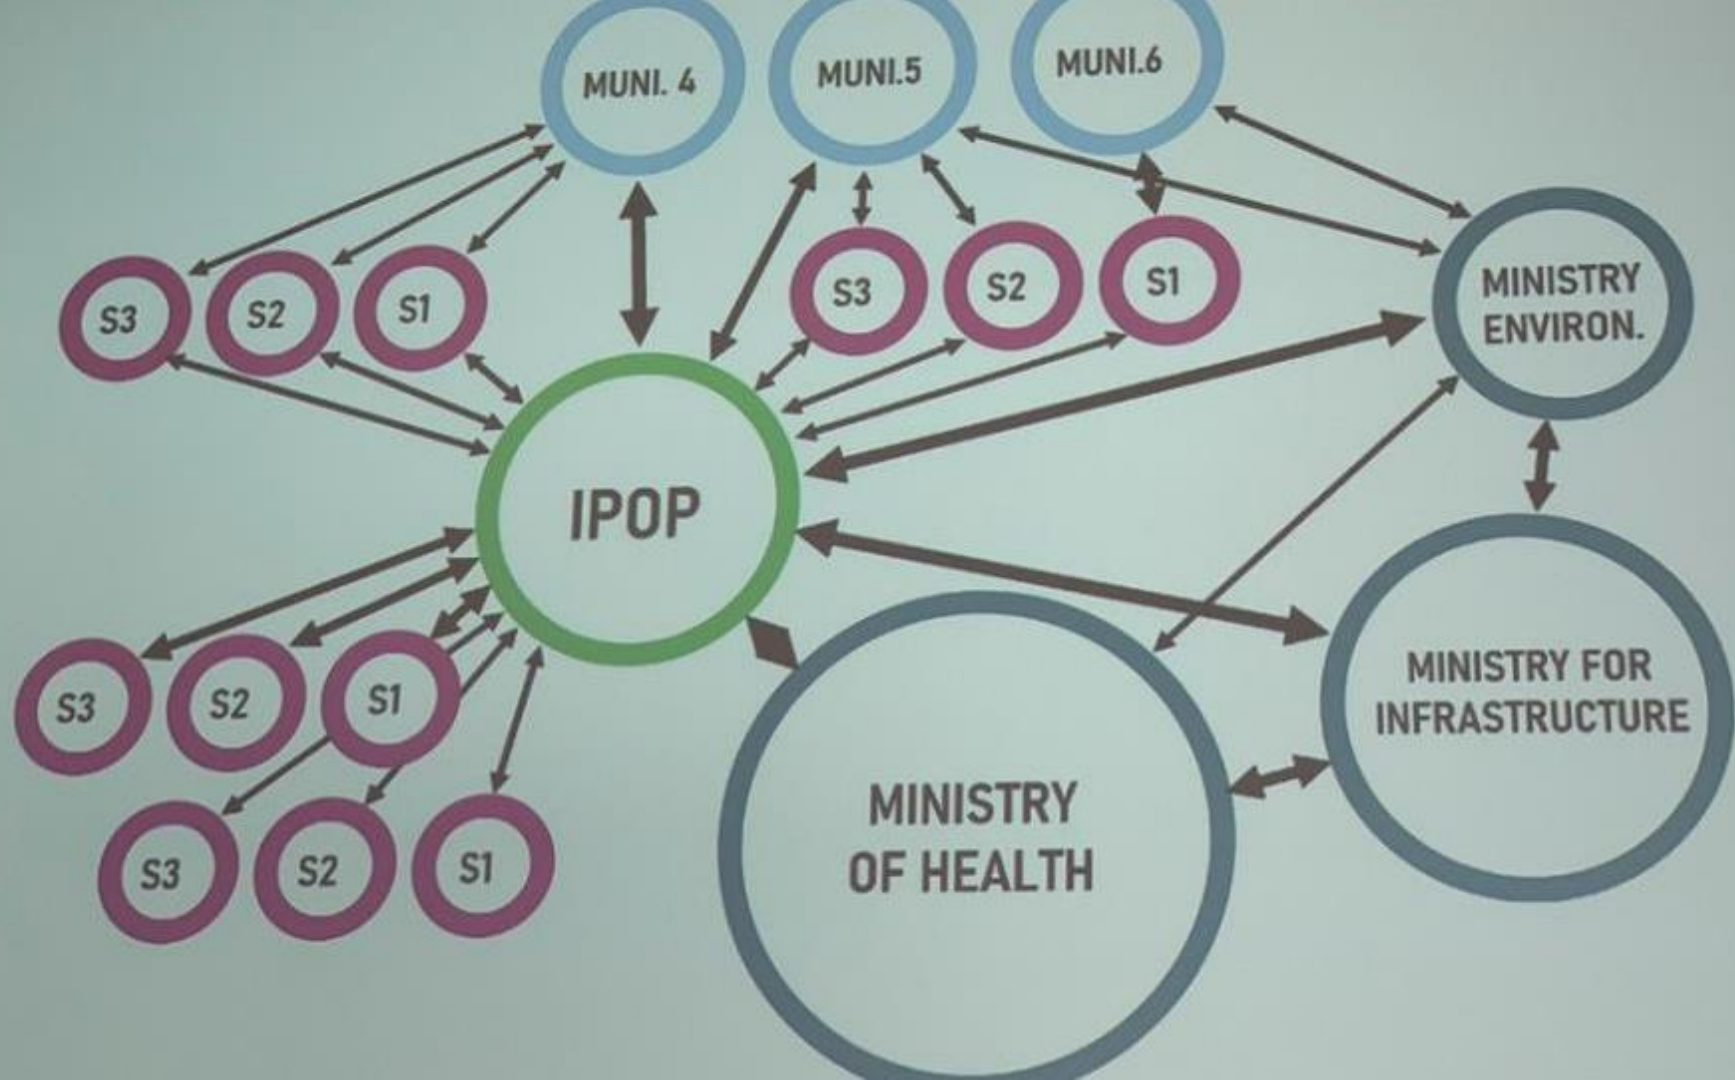 MUNI. 4
MUNI.5
MUNI.6
S3
S2
S1
S3
S2
S1
MINISTRY
ENVIRON.
IPOP
S3
S2
S1
MINISTRY FOR
INFRASTRUCTURE
MINISTRY
OF HEALTH
S3
S2
S1